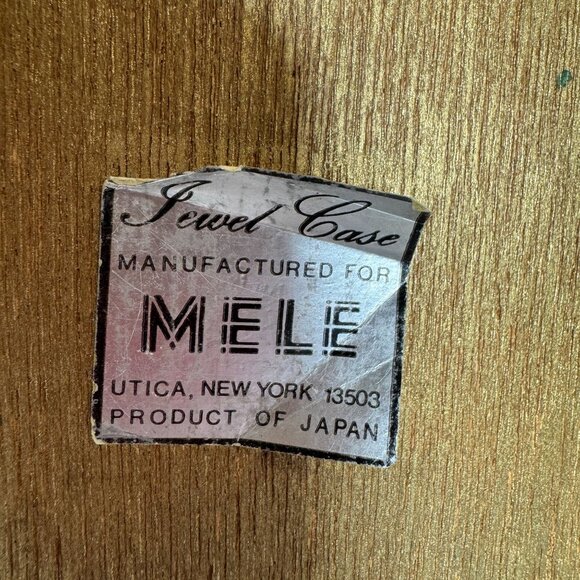 Jewel Case
MANUFACTURED FOR
MELE
UTICA, NEW YORK 13503
PRODUCT OF JAPAN